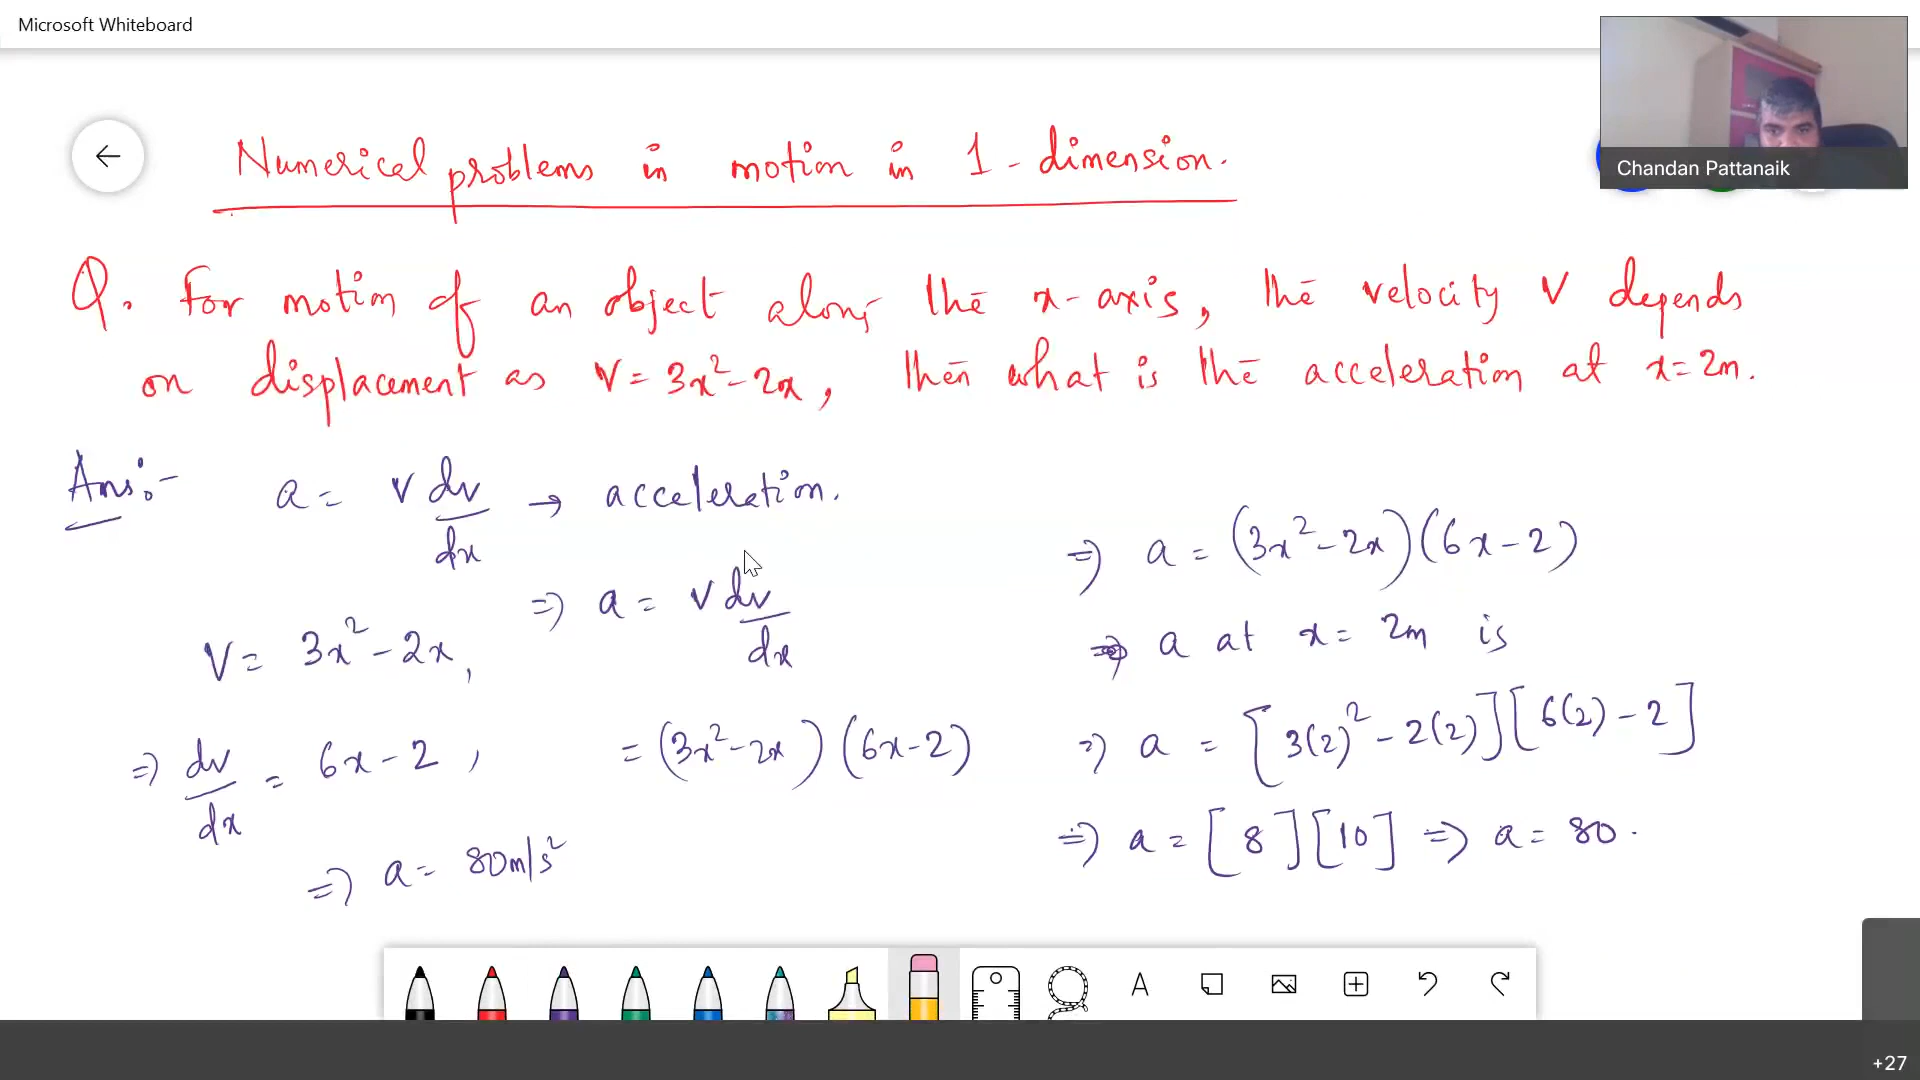 Microsoft Whiteboard
Chandan Pattanaik
Numerical problems in motion in 1-dimension.
Q. For motion of an object along the x-axis, the velocity v depends
on displacement as v = 3x² - 2x, then what is the acceleration at x = 2m.
Ans:- a = v dv/dx → acceleration.
v = 3x² - 2x,
⇒ dv/dx = 6x - 2,
⇒ a = v dv/dx
= (3x² - 2x) (6x - 2)
⇒ a = (3x² - 2x) (6x - 2)
⇒ a at x = 2m is
⇒ a = [3(2)² - 2(2)] [6(2) - 2]
⇒ a = [8] [10] ⇒ a = 80.
⇒ a = 80 m/s²
A
+27